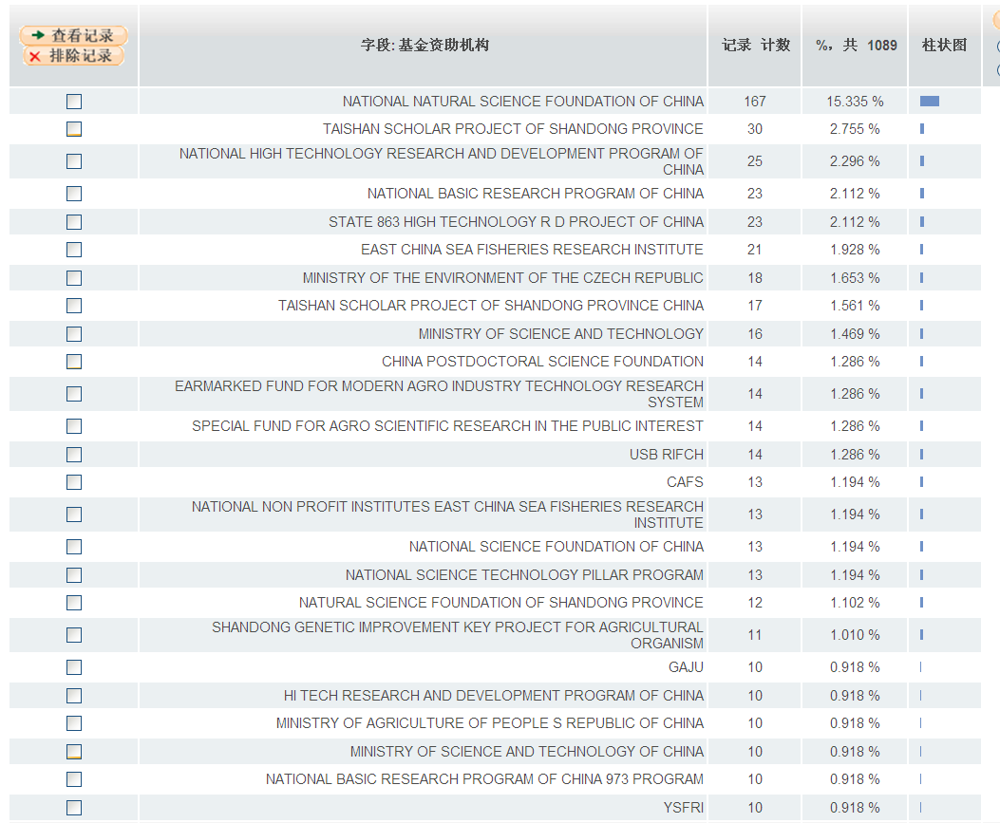 查看记录
排除记录
字段: 基金资助机构
记录 计数
%，共 1089
柱状图
NATIONAL NATURAL SCIENCE FOUNDATION OF CHINA 167 15.335 %
TAISHAN SCHOLAR PROJECT OF SHANDONG PROVINCE 30 2.755 %
NATIONAL HIGH TECHNOLOGY RESEARCH AND DEVELOPMENT PROGRAM OF
CHINA 25 2.296 %
NATIONAL BASIC RESEARCH PROGRAM OF CHINA 23 2.112 %
STATE 863 HIGH TECHNOLOGY R D PROJECT OF CHINA 23 2.112 %
EAST CHINA SEA FISHERIES RESEARCH INSTITUTE 21 1.928 %
MINISTRY OF THE ENVIRONMENT OF THE CZECH REPUBLIC 18 1.653 %
TAISHAN SCHOLAR PROJECT OF SHANDONG PROVINCE CHINA 17 1.561 %
MINISTRY OF SCIENCE AND TECHNOLOGY 16 1.469 %
CHINA POSTDOCTORAL SCIENCE FOUNDATION 14 1.286 %
EARMARKED FUND FOR MODERN AGRO INDUSTRY TECHNOLOGY RESEARCH
SYSTEM 14 1.286 %
SPECIAL FUND FOR AGRO SCIENTIFIC RESEARCH IN THE PUBLIC INTEREST 14 1.286 %
USB RIFCH 14 1.286 %
CAFS 13 1.194 %
NATIONAL NON PROFIT INSTITUTES EAST CHINA SEA FISHERIES RESEARCH
INSTITUTE 13 1.194 %
NATIONAL SCIENCE FOUNDATION OF CHINA 13 1.194 %
NATIONAL SCIENCE TECHNOLOGY PILLAR PROGRAM 13 1.194 %
NATURAL SCIENCE FOUNDATION OF SHANDONG PROVINCE 12 1.102 %
SHANDONG GENETIC IMPROVEMENT KEY PROJECT FOR AGRICULTURAL
ORGANISM 11 1.010 %
GAJU 10 0.918 %
HI TECH RESEARCH AND DEVELOPMENT PROGRAM OF CHINA 10 0.918 %
MINISTRY OF AGRICULTURE OF PEOPLE S REPUBLIC OF CHINA 10 0.918 %
MINISTRY OF SCIENCE AND TECHNOLOGY OF CHINA 10 0.918 %
NATIONAL BASIC RESEARCH PROGRAM OF CHINA 973 PROGRAM 10 0.918 %
YSFRI 10 0.918 %